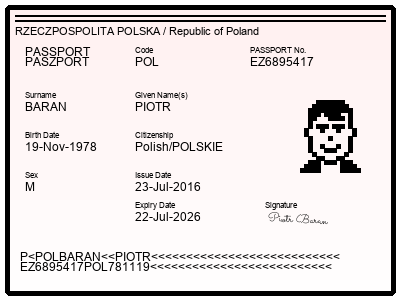 RZECZPOSPOLITA POLSKA / Republic of Poland
PASSPORT Code PASSPORT No.
PASZPORT POL EZ6895417
Surname Given Name(s)
BARAN PIOTR
Birth Date Citizenship
19-Nov-1978 Polish/POLSKIE
Sex Issue Date
M 23-Jul-2016
Expiry Date Signature
22-Jul-2026 Piotr Baran
P<POLBARAN<<PIOTR<<<<<<<<<<<<<<<<<<<<<<<<<<<
EZ6895417POL781119<<<<<<<<<<<<<<<<<<<<<<<<<<